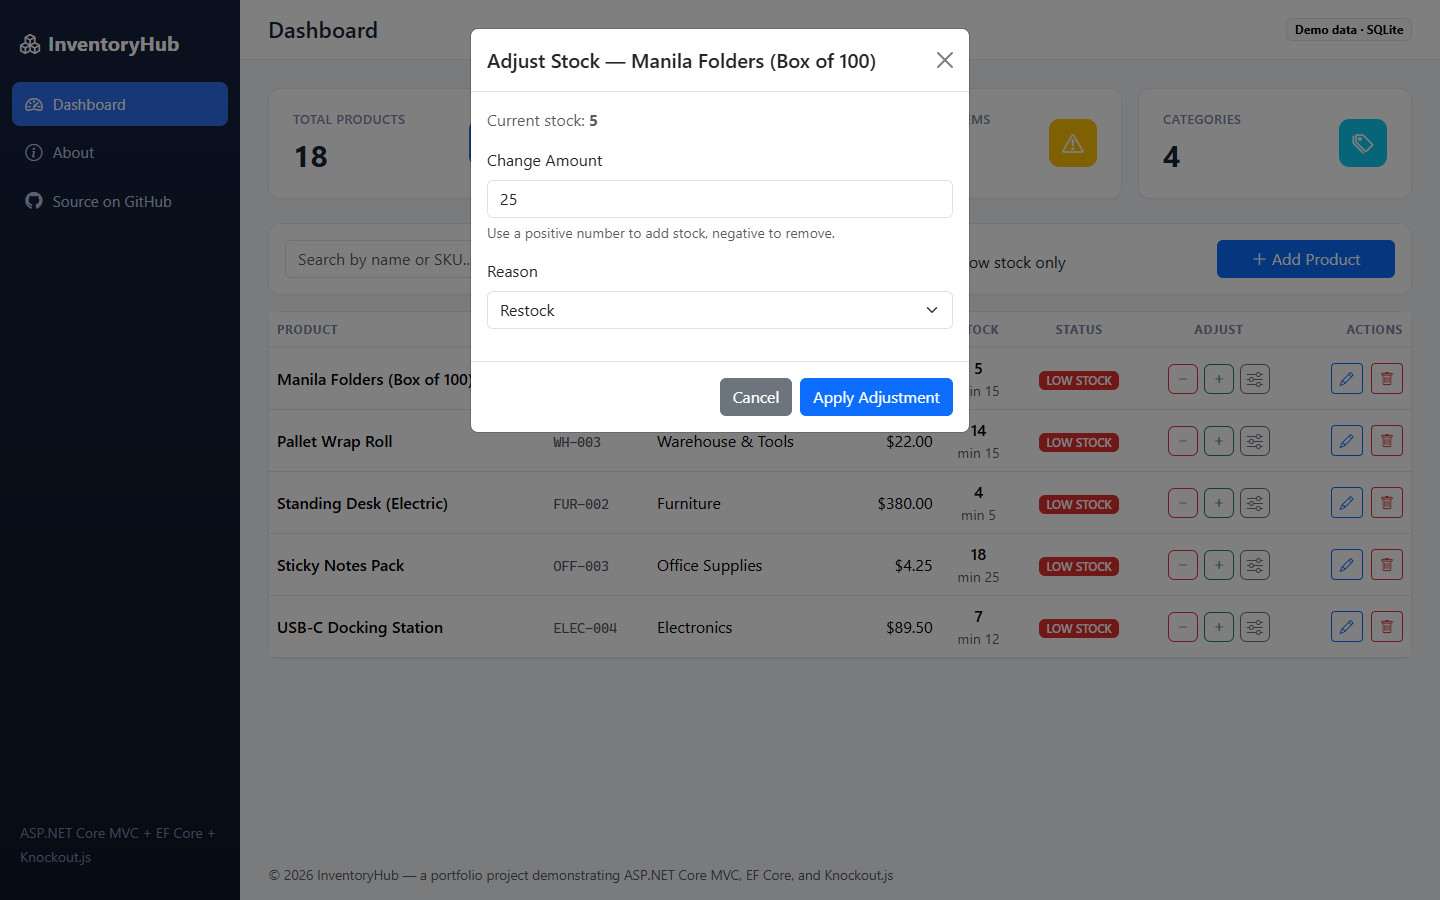 InventoryHub
Dashboard
About
Source on GitHub
ASP.NET Core MVC + EF Core +
Knockout.js
Dashboard
Demo data · SQLite
TOTAL PRODUCTS
18
CATEGORIES
4
Search by name or SKU...
low stock only
+ Add Product
Adjust Stock — Manila Folders (Box of 100)
Current stock: 5
Change Amount
25
Use a positive number to add stock, negative to remove.
Reason
Restock
Cancel
Apply Adjustment
PRODUCT STATUS ADJUST ACTIONS
Manila Folders (Box of 100) 5 LOW STOCK
min 15
Pallet Wrap Roll WH-003 Warehouse & Tools $22.00 14 LOW STOCK
min 15
Standing Desk (Electric) FUR-002 Furniture $380.00 4 LOW STOCK
min 5
Sticky Notes Pack OFF-003 Office Supplies $4.25 18 LOW STOCK
min 25
USB-C Docking Station ELEC-004 Electronics $89.50 7 LOW STOCK
min 12
© 2026 InventoryHub — a portfolio project demonstrating ASP.NET Core MVC, EF Core, and Knockout.js